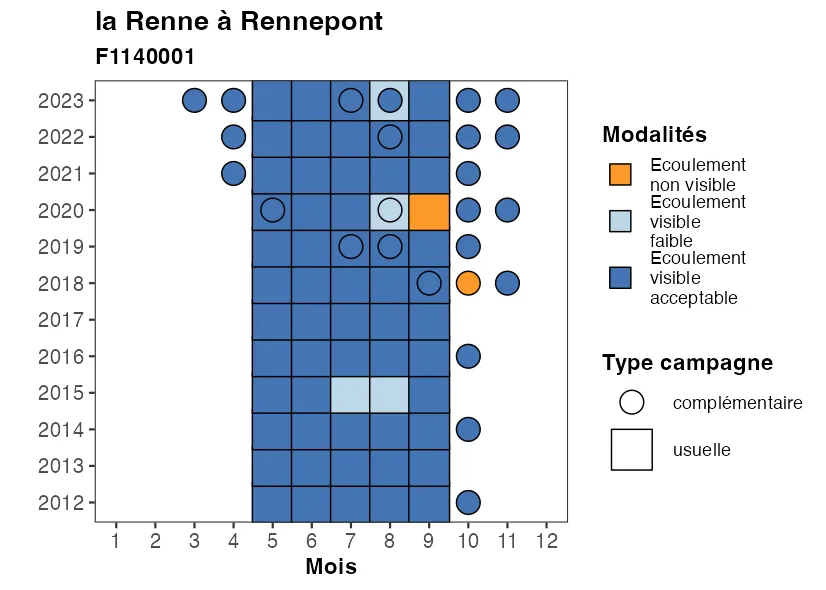 la Renne à Rennepont
F1140001
2023
2022
2021
2020
2019
2018
2017
2016
2015
2014
2013
2012
1 2 3 4 5 6 7 8 9 10 11 12
Mois
Modalités
Ecoulement
non visible
Ecoulement
visible
faible
Ecoulement
visible
acceptable
Type campagne
complémentaire
usuelle